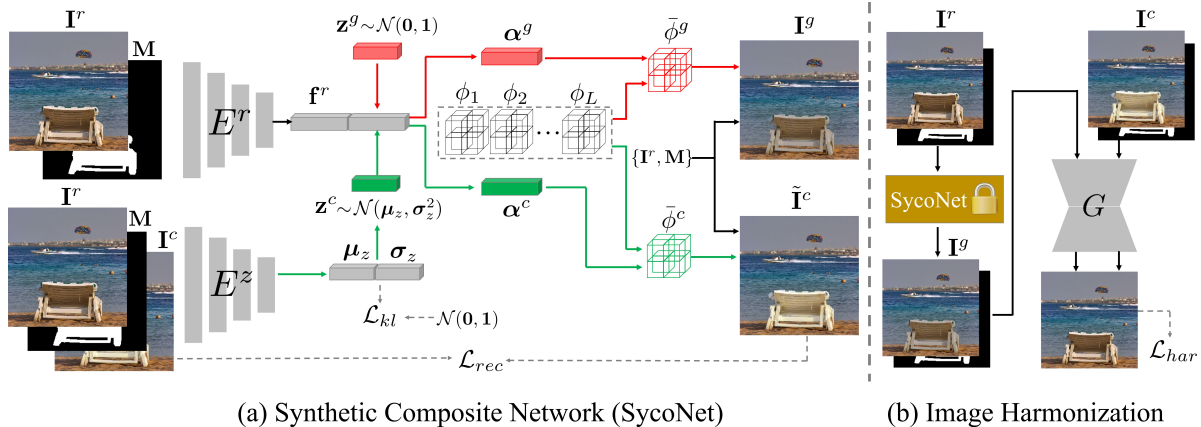 I^r
M
E^r
f^r
z^g∼𝒩(0, 1)
α^g
ϕ_1 ϕ_2 ... ϕ_L
ϕ̄^g
I^g
{I^r, M}
I^r
M
I^c
E^z
z^c∼𝒩(μ_z, σ_z^2)
μ_z σ_z
ℒ_kl
𝒩(0, 1)
α^c
ϕ̄^c
Ĩ^c
ℒ_rec
(a) Synthetic Composite Network (SycoNet)
I^r
SycoNet
I^g
I^c
G
ℒ_har
(b) Image Harmonization